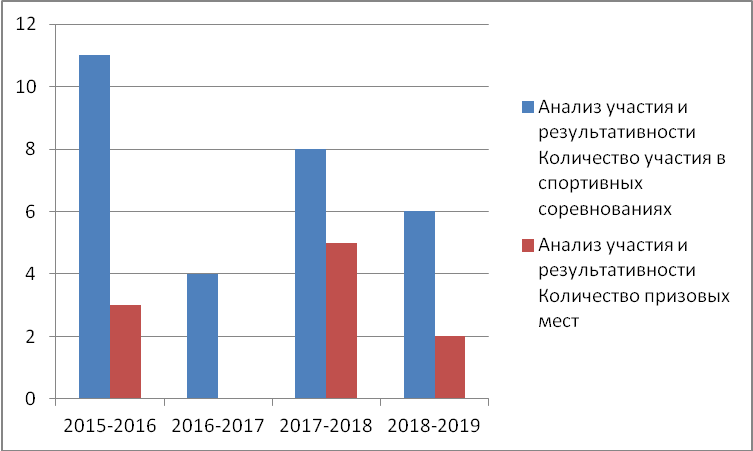 12
10
8
6
4
2
0
2015-2016 2016-2017 2017-2018 2018-2019
Анализ участия и
результативности
Количество участия в
спортивных
соревнованиях
Анализ участия и
результативности
Количество призовых
мест